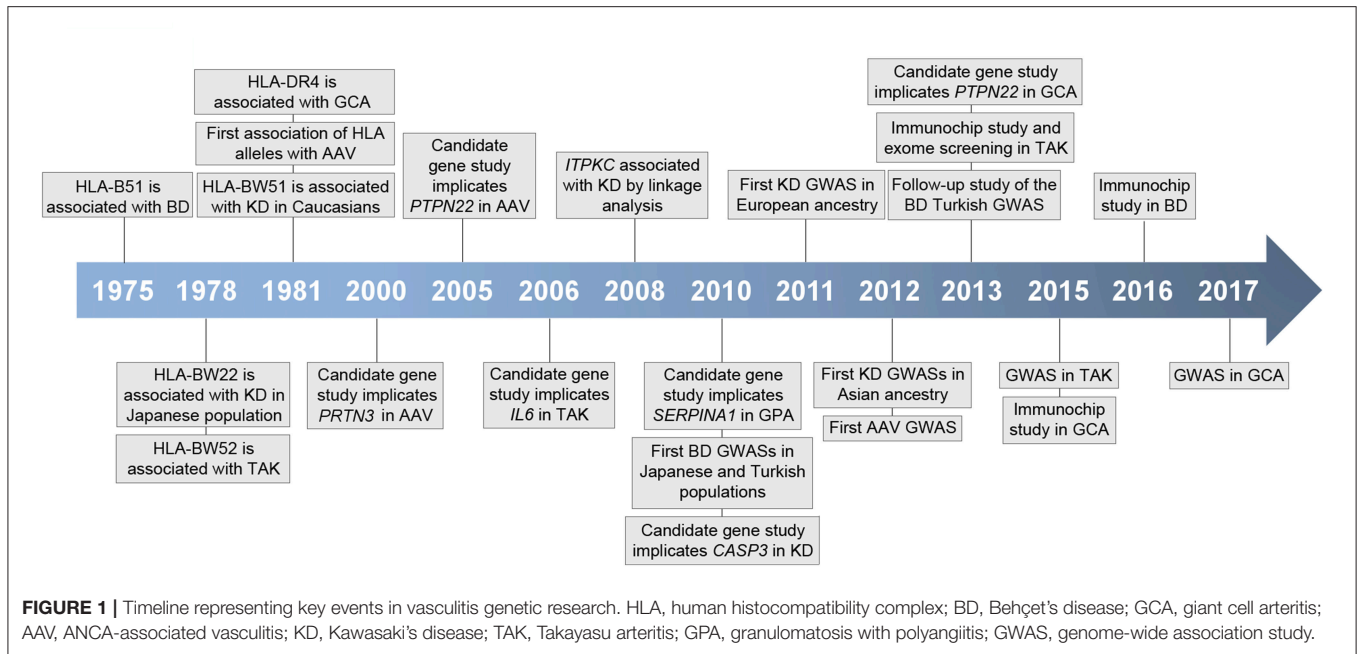 HLA-DR4 is
associated with GCA
First association of HLA
alleles with AAV
HLA-B51 is
associated with BD
HLA-BW51 is associated
with KD in Caucasians
Candidate
gene study
implicates
PTPN22 in AAV
ITPKC associated
with KD by linkage
analysis
First KD GWAS in
European ancestry
Candidate gene study
implicates PTPN22 in GCA
Immunochip study and
exome screening in TAK
Follow-up study of the
BD Turkish GWAS
Immunochip
study in BD
1975 1978 1981 2000 2005 2006 2008 2010 2011 2012 2013 2015 2016 2017
HLA-BW22 is
associated with KD in
Japanese population
HLA-BW52 is
associated with TAK
Candidate gene
study implicates
PRTN3 in AAV
Candidate gene
study implicates
IL6 in TAK
Candidate gene
study implicates
SERPINA1 in GPA
First BD GWASs in
Japanese and Turkish
populations
Candidate gene study
implicates CASP3 in KD
First KD GWASs in
Asian ancestry
First AAV GWAS
GWAS in TAK
Immunochip
study in GCA
GWAS in GCA
FIGURE 1 | Timeline representing key events in vasculitis genetic research. HLA, human histocompatibility complex; BD, Behçet's disease; GCA, giant cell arteritis;
AAV, ANCA-associated vasculitis; KD, Kawasaki's disease; TAK, Takayasu arteritis; GPA, granulomatosis with polyangiitis; GWAS, genome-wide association study.